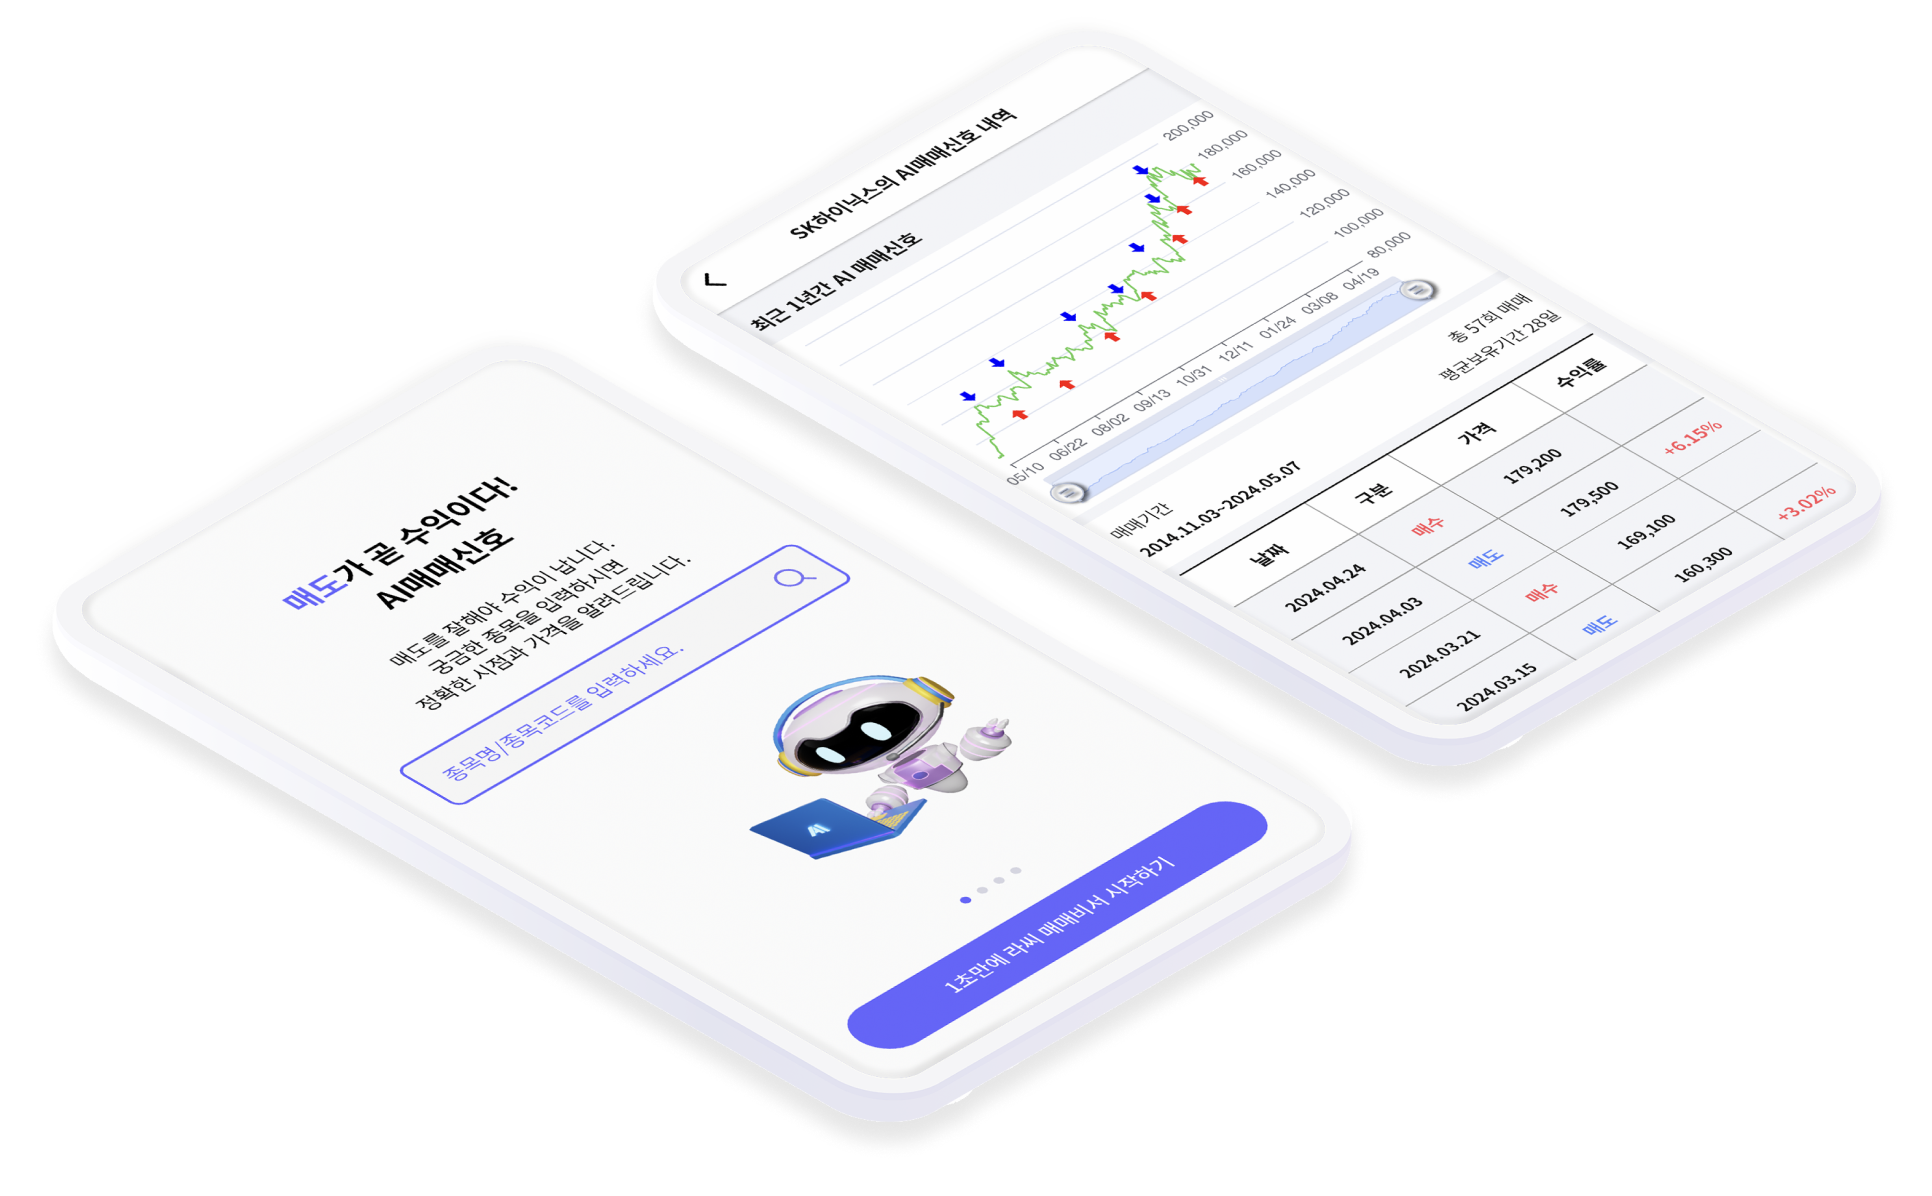 매도가 곧 수익이다!
AI매매신호
매도를 잘해야 수익이 납니다.
궁금한 종목을 입력하시면
정확한 시점과 가격을 알려드립니다.
종목명/종목코드를 입력하세요.
AI
1초만에 라씨 매매비서 시작하기
SK하이닉스의 AI매매신호 내역
최근 1년간 AI 매매신호
200,000
180,000
160,000
140,000
120,000
100,000
80,000
05/10 06/22 08/02 09/13 10/31 12/11 01/24 03/08 04/19
매매기간 총 57회 매매
2014.11.03~2024.05.07 평균보유기간 28일
날짜 구분 가격 수익률
2024.04.24 매수 179,200
2024.04.03 매도 179,500 +6.15%
2024.03.21 매수 169,100
2024.03.15 매도 160,300 +3.02%